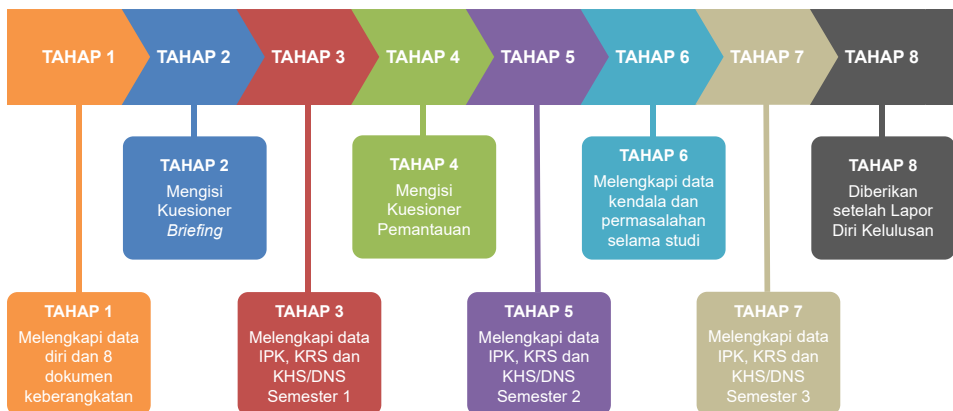 TAHAP 1
TAHAP 2
TAHAP 3
TAHAP 4
TAHAP 5
TAHAP 6
TAHAP 7
TAHAP 8
TAHAP 2
Mengisi
Kuesioner
Briefing
TAHAP 4
Mengisi
Kuesioner
Pemantauan
TAHAP 6
Melengkapi data
kendala dan
permasalahan
selama studi
TAHAP 8
Diberikan
setelah Lapor
Diri Kelulusan
TAHAP 1
Melengkapi data
diri dan 8
dokumen
keberangkatan
TAHAP 3
Melengkapi data
IPK, KRS dan
KHS/DNS
Semester 1
TAHAP 5
Melengkapi data
IPK, KRS dan
KHS/DNS
Semester 2
TAHAP 7
Melengkapi data
IPK, KRS dan
KHS/DNS
Semester 3